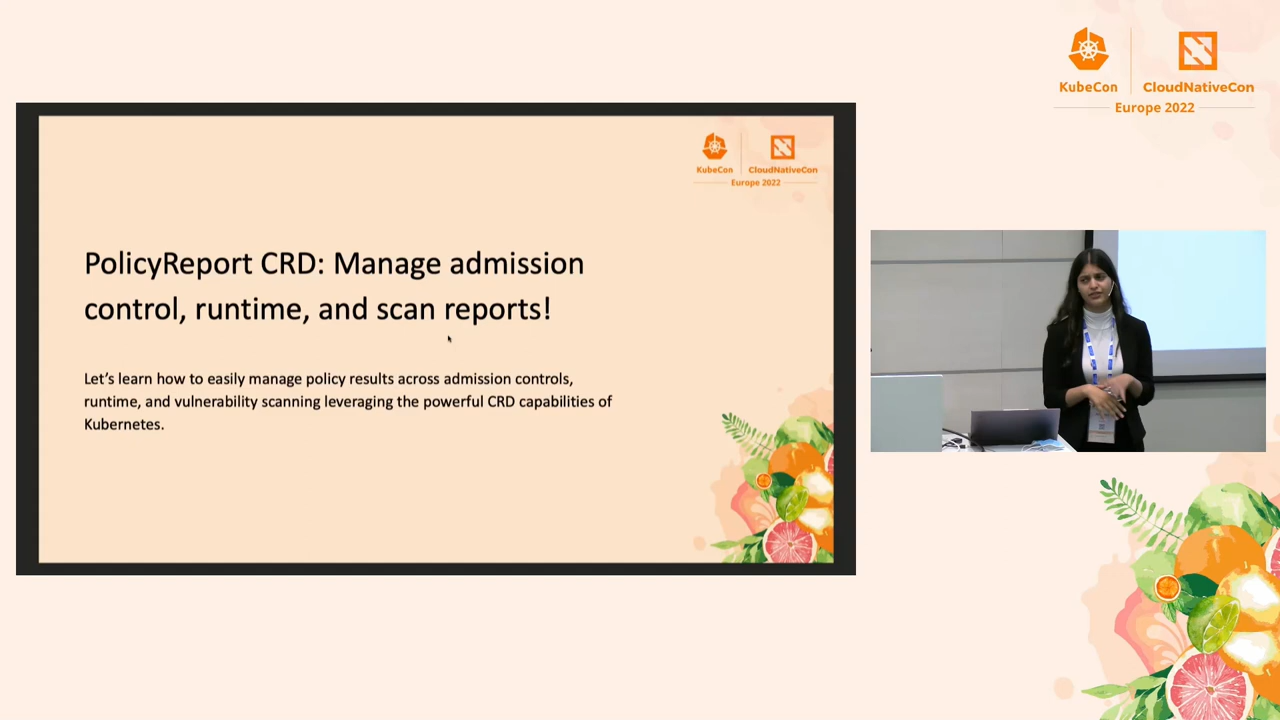 KubeCon
CloudNativeCon
Europe 2022
KubeCon
CloudNativeCon
Europe 2022
PolicyReport CRD: Manage admission
control, runtime, and scan reports!
Let’s learn how to easily manage policy results across admission controls,
runtime, and vulnerability scanning leveraging the powerful CRD capabilities of
Kubernetes.